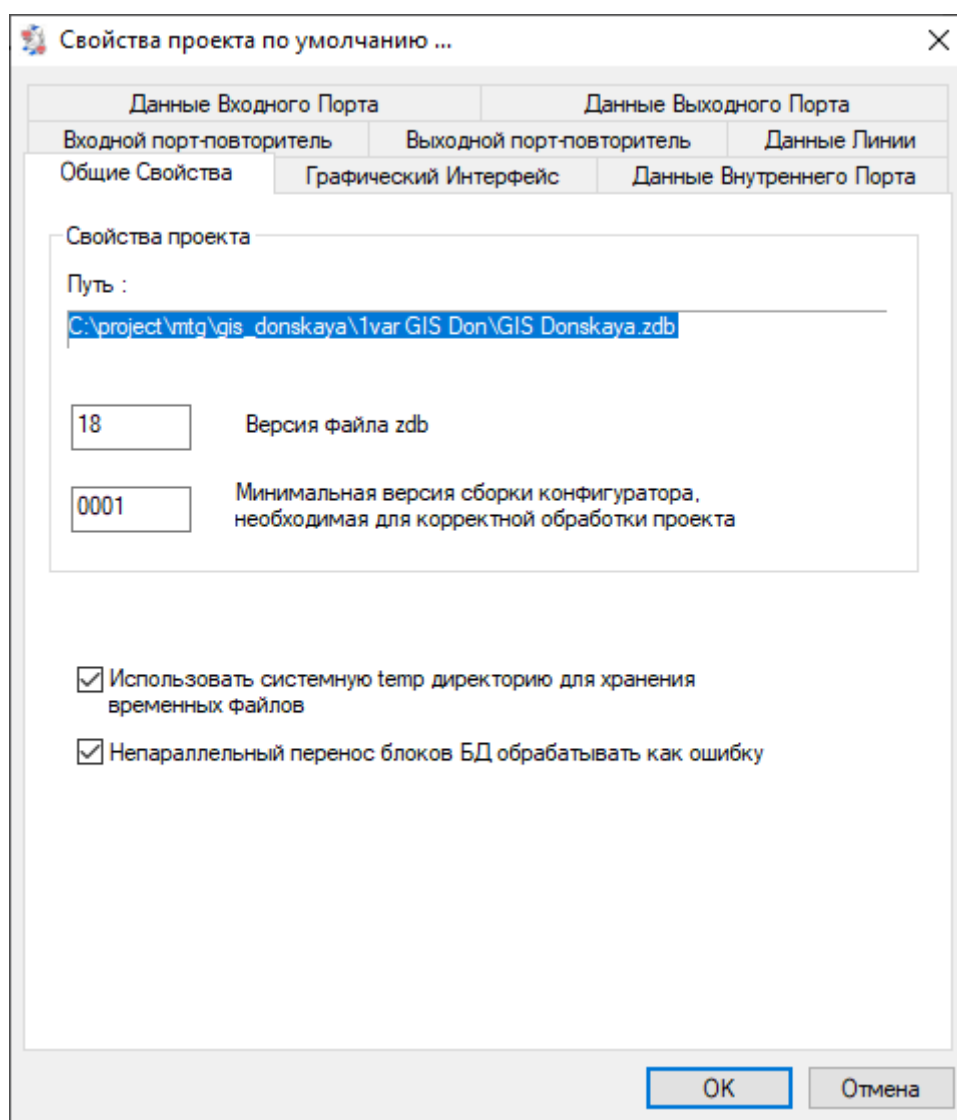 Свойства проекта по умолчанию ...
Данные Входного Порта
Данные Выходного Порта
Входной порт-повторитель
Выходной порт-повторитель
Данные Линии
Общие Свойства
Графический Интерфейс
Данные Внутреннего Порта
Свойства проекта
Путь :
C:\project\mtg\gis_donskaya\1var GIS Don\GIS Donskaya.zdb
18
Версия файла zdb
0001
Минимальная версия сборки конфигуратора,
необходимая для корректной обработки проекта
Использовать системную temp директорию для хранения
временных файлов
Непараллельный перенос блоков БД обрабатывать как ошибку
OK
Отмена